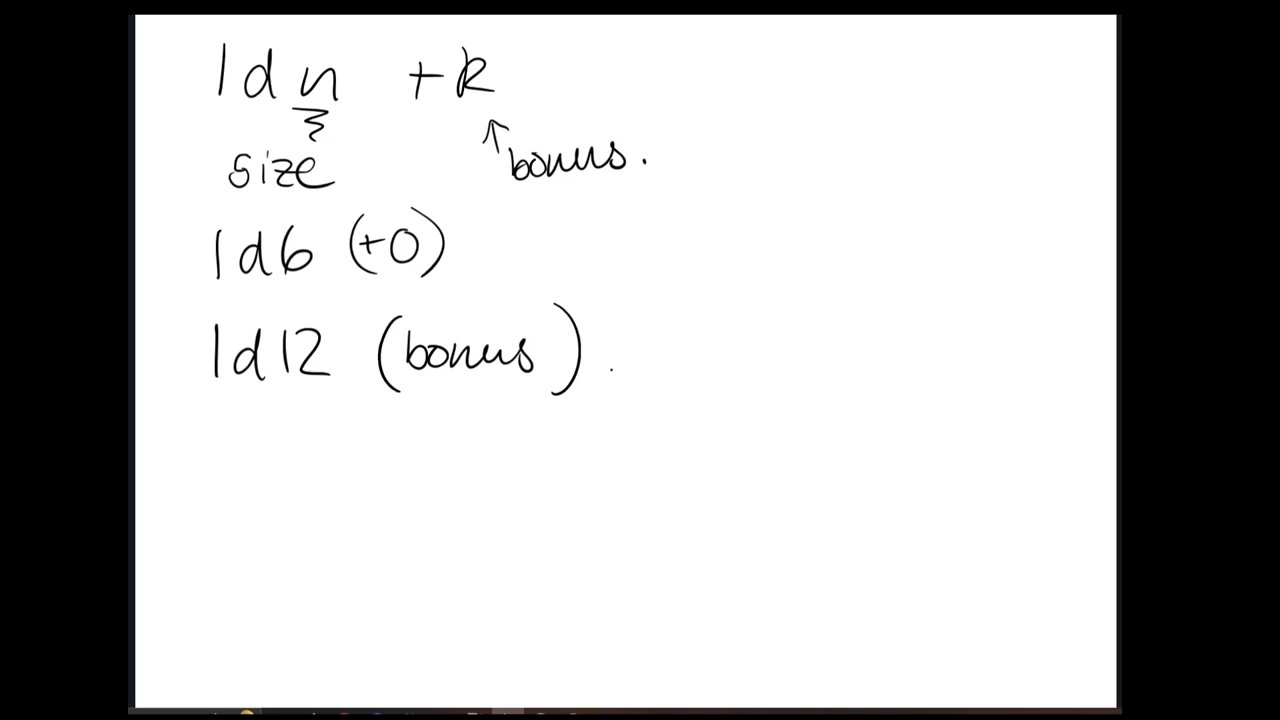 1dn +k
size
bonus.
1d6 (+0)
1d12 (bonus).